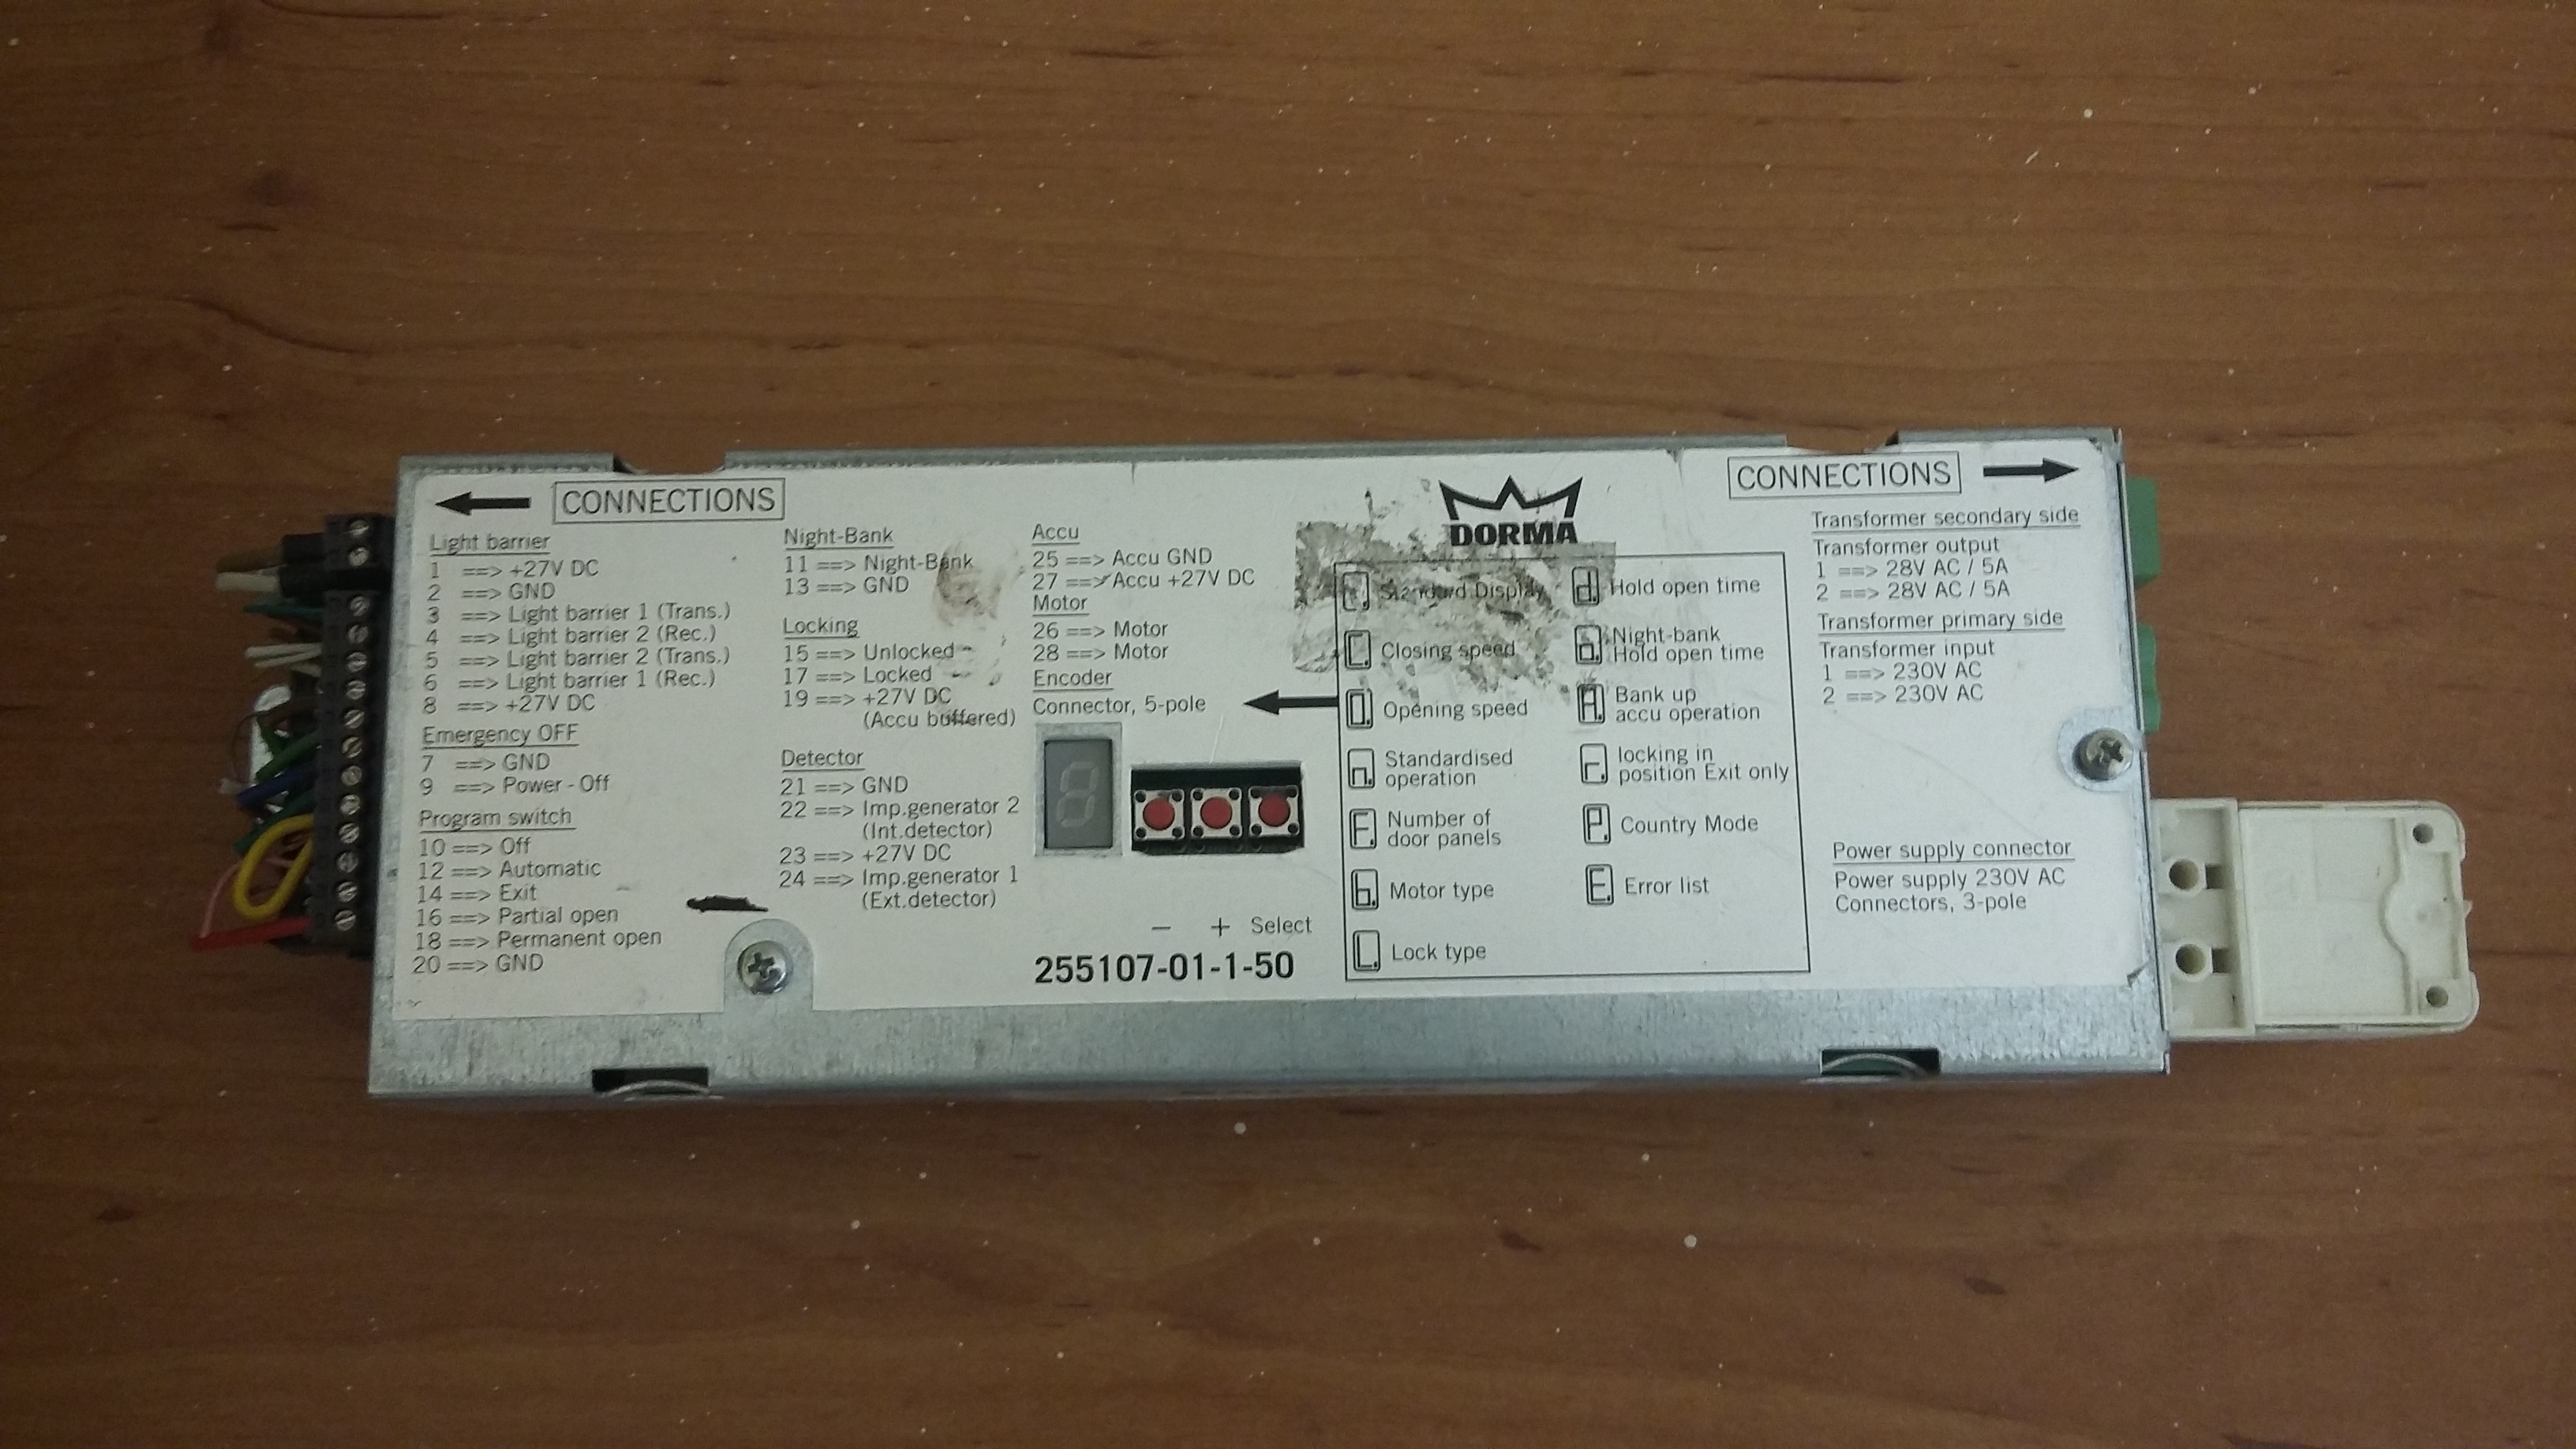 CONNECTIONS
Light barrier
1 ==> +27V DC
2 ==> GND
3 ==> Light barrier 1 (Trans.)
4 ==> Light barrier 2 (Rec.)
5 ==> Light barrier 2 (Trans.)
6 ==> Light barrier 1 (Rec.)
8 ==> +27V DC
Emergency OFF
7 ==> GND
9 ==> Power - Off
Program switch
10 ==> Off
12 ==> Automatic
14 ==> Exit
16 ==> Partial open
18 ==> Permanent open
20 ==> GND
Night-Bank
11 ==> Night-Bank
13 ==> GND
Locking
15 ==> Unlocked
17 ==> Locked
19 ==> +27V DC
(Accu buffered)
Detector
21 ==> GND
22 ==> Imp.generator 2
(Int.detector)
23 ==> +27V DC
24 ==> Imp.generator 1
(Ext.detector)
Accu
25 ==> Accu GND
27 ==> Accu +27V DC
Motor
26 ==> Motor
28 ==> Motor
Encoder
Connector, 5-pole
− + Select
255107-01-1-50
DORMA
Standard Display
C. Closing speed
O. Opening speed
n. Standardised
operation
F. Number of
door panels
b. Motor type
L. Lock type
d. Hold open time
Night-bank
Hold open time
A. Bank up
accu operation
r. locking in
position Exit only
P. Country Mode
E. Error list
CONNECTIONS
Transformer secondary side
Transformer output
1 ==> 28V AC / 5A
2 ==> 28V AC / 5A
Transformer primary side
Transformer input
1 ==> 230V AC
2 ==> 230V AC
Power supply connector
Power supply 230V AC
Connectors, 3-pole